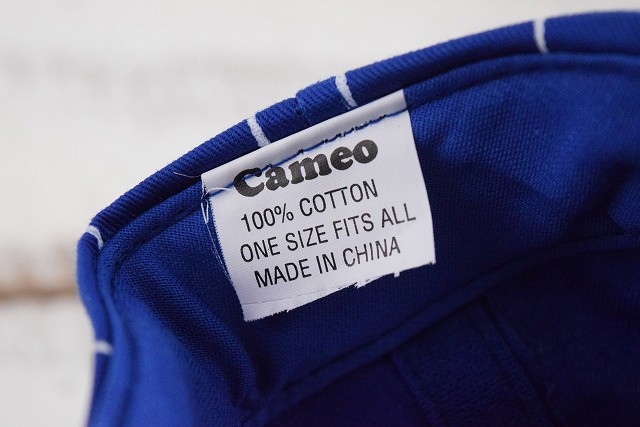 Cameo
100% COTTON
ONE SIZE FITS ALL
MADE IN CHINA